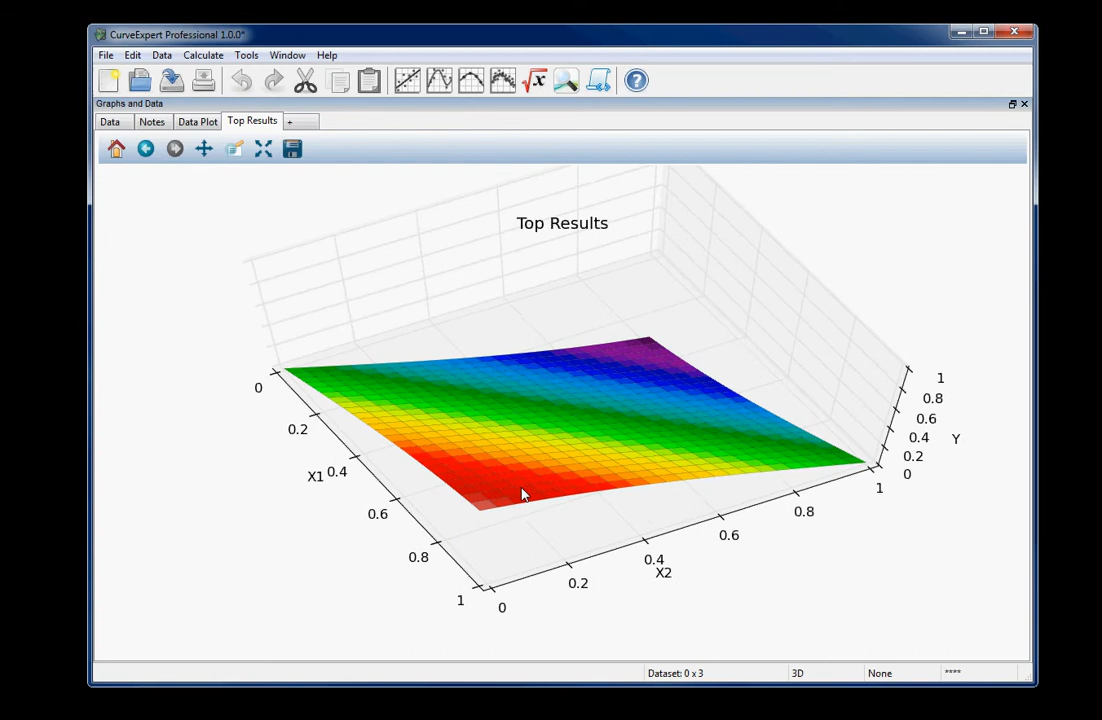 CurveExpert Professional 1.0.0*
File Edit Data Calculate Tools Window Help
Graphs and Data
Data Notes Data Plot Top Results +
Top Results
0
0.2
X1 0.4
0.6
0.8
1
0
0.2
0.4
X2
0.6
0.8
1
1
0.8
0.6
0.4
Y
0.2
0
Dataset: 0 x 3 3D None ****